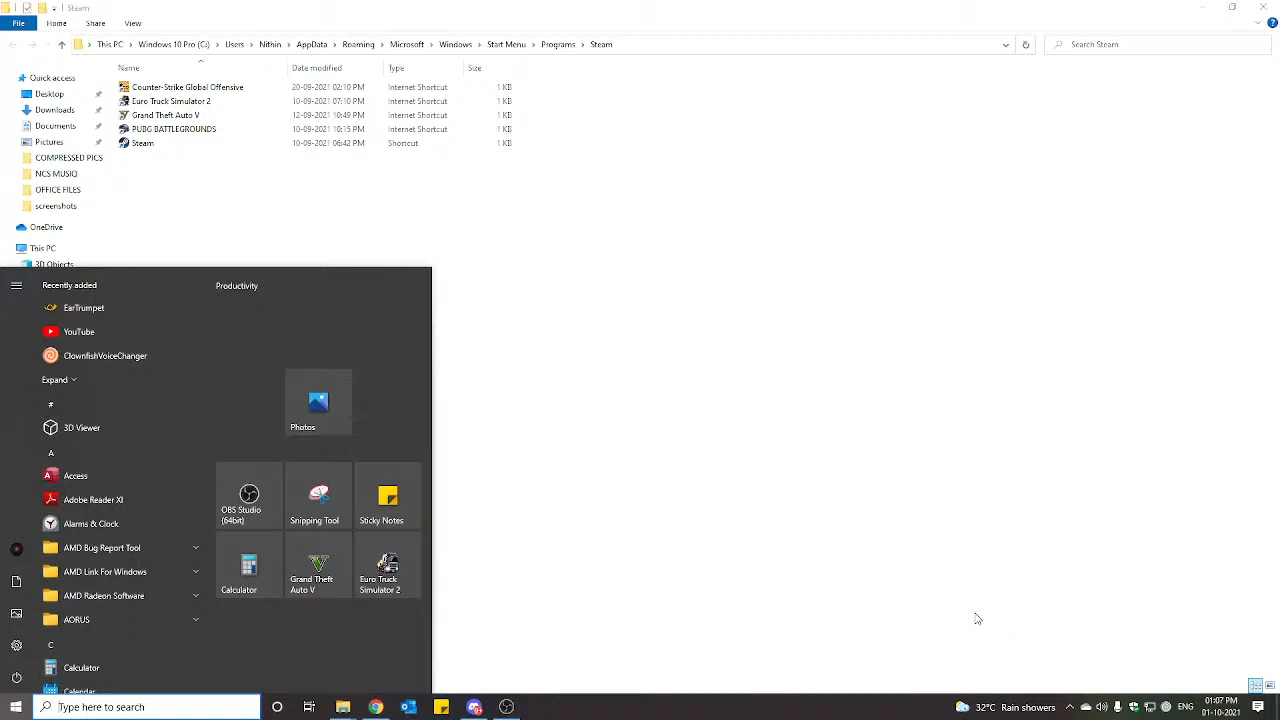 Steam
File Home Share View
This PC Windows 10 Pro (C:) Users Nithin AppData Roaming Microsoft Windows Start Menu Programs Steam
Search Steam
Name Date modified Type Size
Counter-Strike Global Offensive 20-09-2021 02:10 PM Internet Shortcut 1 KB
Euro Truck Simulator 2 10-09-2021 07:10 PM Internet Shortcut 1 KB
Grand Theft Auto V 12-09-2021 10:49 PM Internet Shortcut 1 KB
PUBG BATTLEGROUNDS 10-09-2021 10:15 PM Internet Shortcut 1 KB
Steam 10-09-2021 06:42 PM Shortcut 1 KB
Quick access
Desktop
Downloads
Documents
Pictures
COMPRESSED PICS
NCS MUSIQ
OFFICE FILES
screenshots
OneDrive
This PC
3D Objects
Recently added
EarTrumpet
YouTube
ClownfishVoiceChanger
Expand
#
3D Viewer
A
Access
Adobe Reader XI
Alarms & Clock
AMD Bug Report Tool
AMD Link For Windows
AMD Radeon Software
AORUS
C
Calculator
Calendar
Productivity
Photos
OBS Studio
(64bit)
Snipping Tool
Sticky Notes
Calculator
Grand Theft
Auto V
Euro Truck
Simulator 2
Type here to search
32°C Rain showers
ENG
01:07 PM
01-10-2021